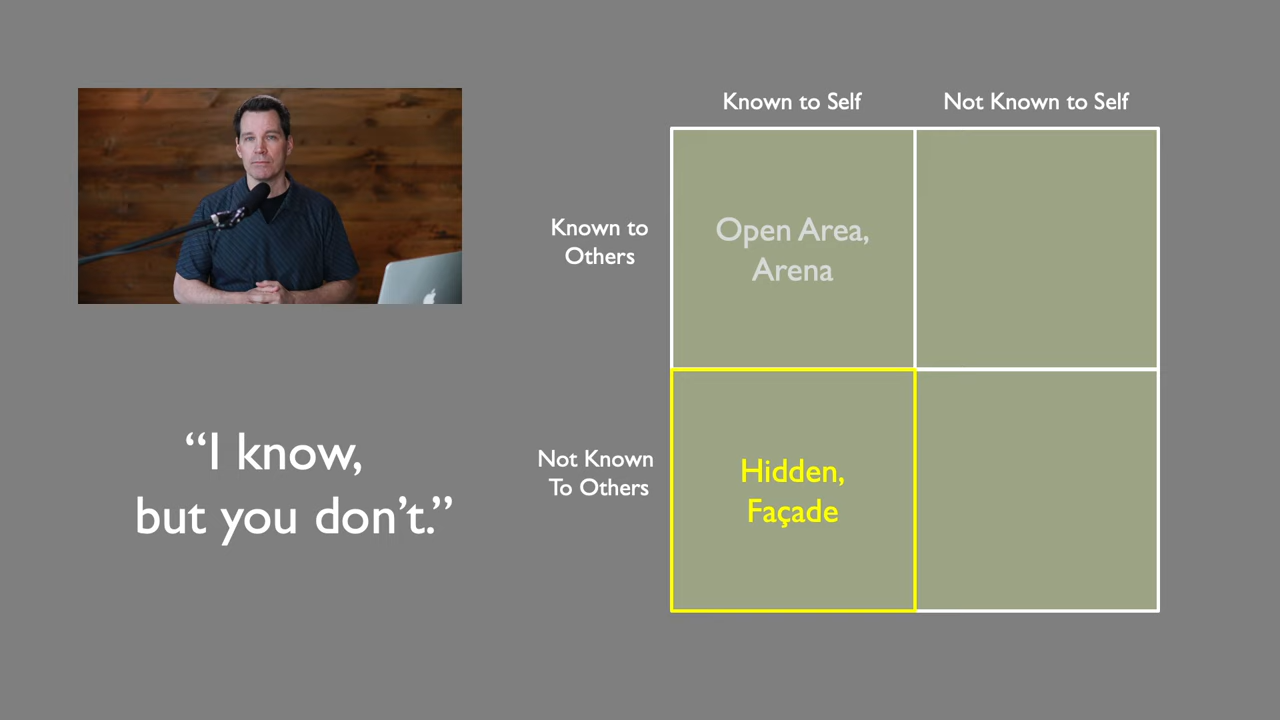 Known to Self
Not Known to Self
Known to
Others
Open Area,
Arena
Not Known
To Others
Hidden,
Façade
“I know,
but you don’t.”